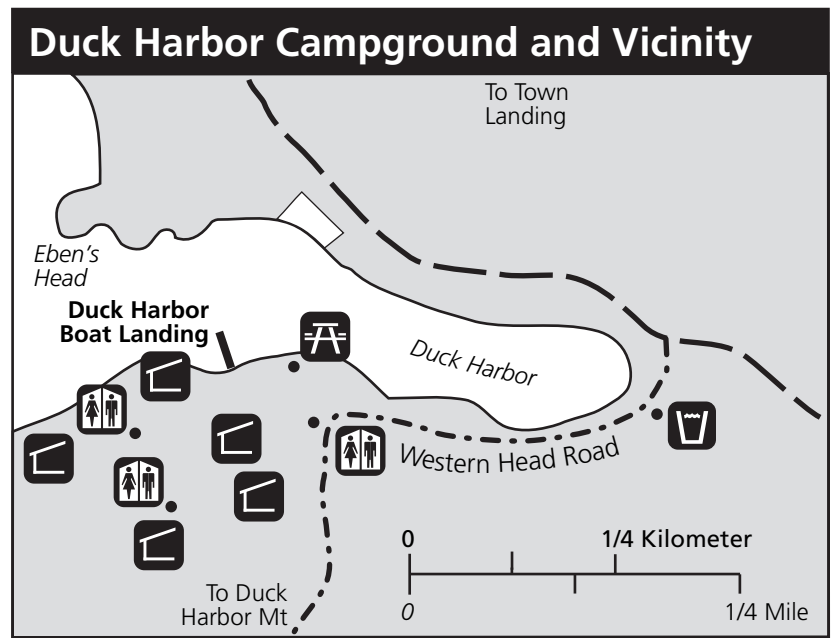 Duck Harbor Campground and Vicinity
To Town
Landing
Eben's
Head
Duck Harbor
Boat Landing
Duck Harbor
Western Head Road
0
1/4 Kilometer
To Duck
Harbor Mt
0
1/4 Mile